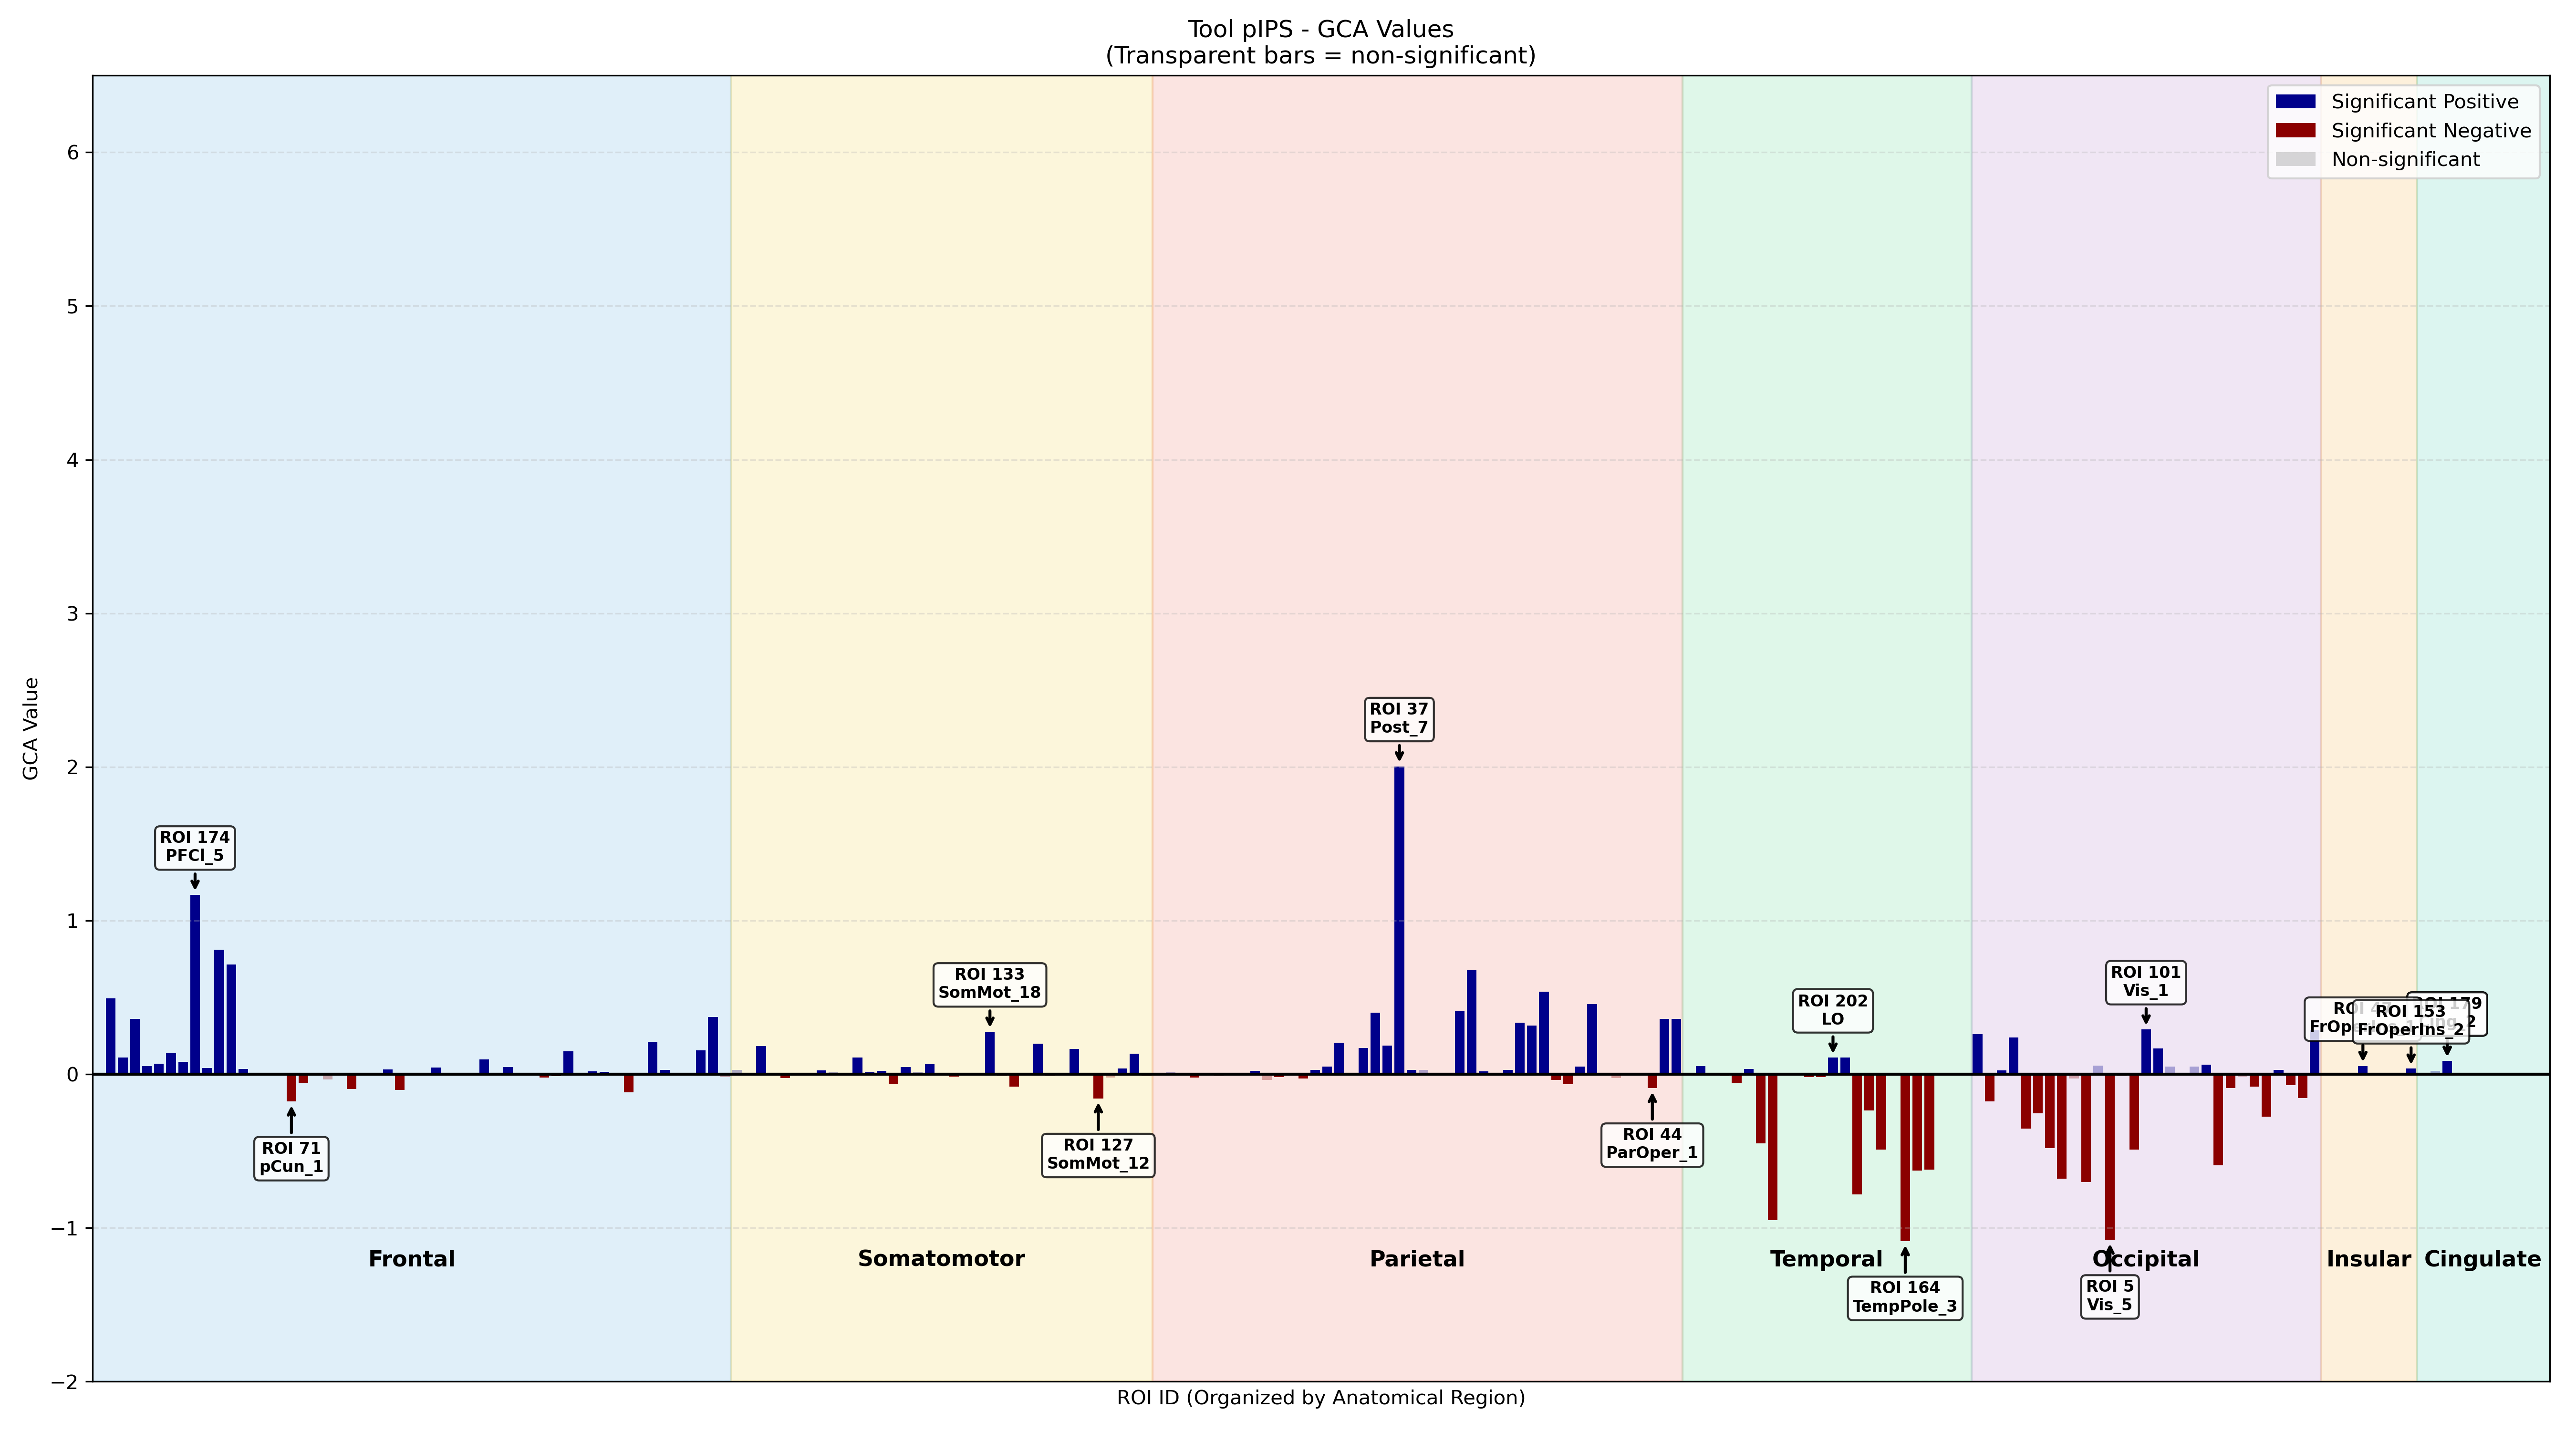 Tool pIPS - GCA Values
(Transparent bars = non-significant)
Significant Positive
Significant Negative
Non-significant
GCA Value
6
5
4
3
2
1
0
−1
−2
ROI 37
Post_7
ROI 174
PFCl_5
ROI 133
SomMot_18
ROI 202
LO
ROI 101
Vis_1
ROI 153
FrOperIns_2
ROI 71
pCun_1
ROI 127
SomMot_12
ROI 44
ParOper_1
Frontal
Somatomotor
Parietal
Temporal
Occipital
Insular
Cingulate
ROI 164
TempPole_3
ROI 5
Vis_5
ROI ID (Organized by Anatomical Region)